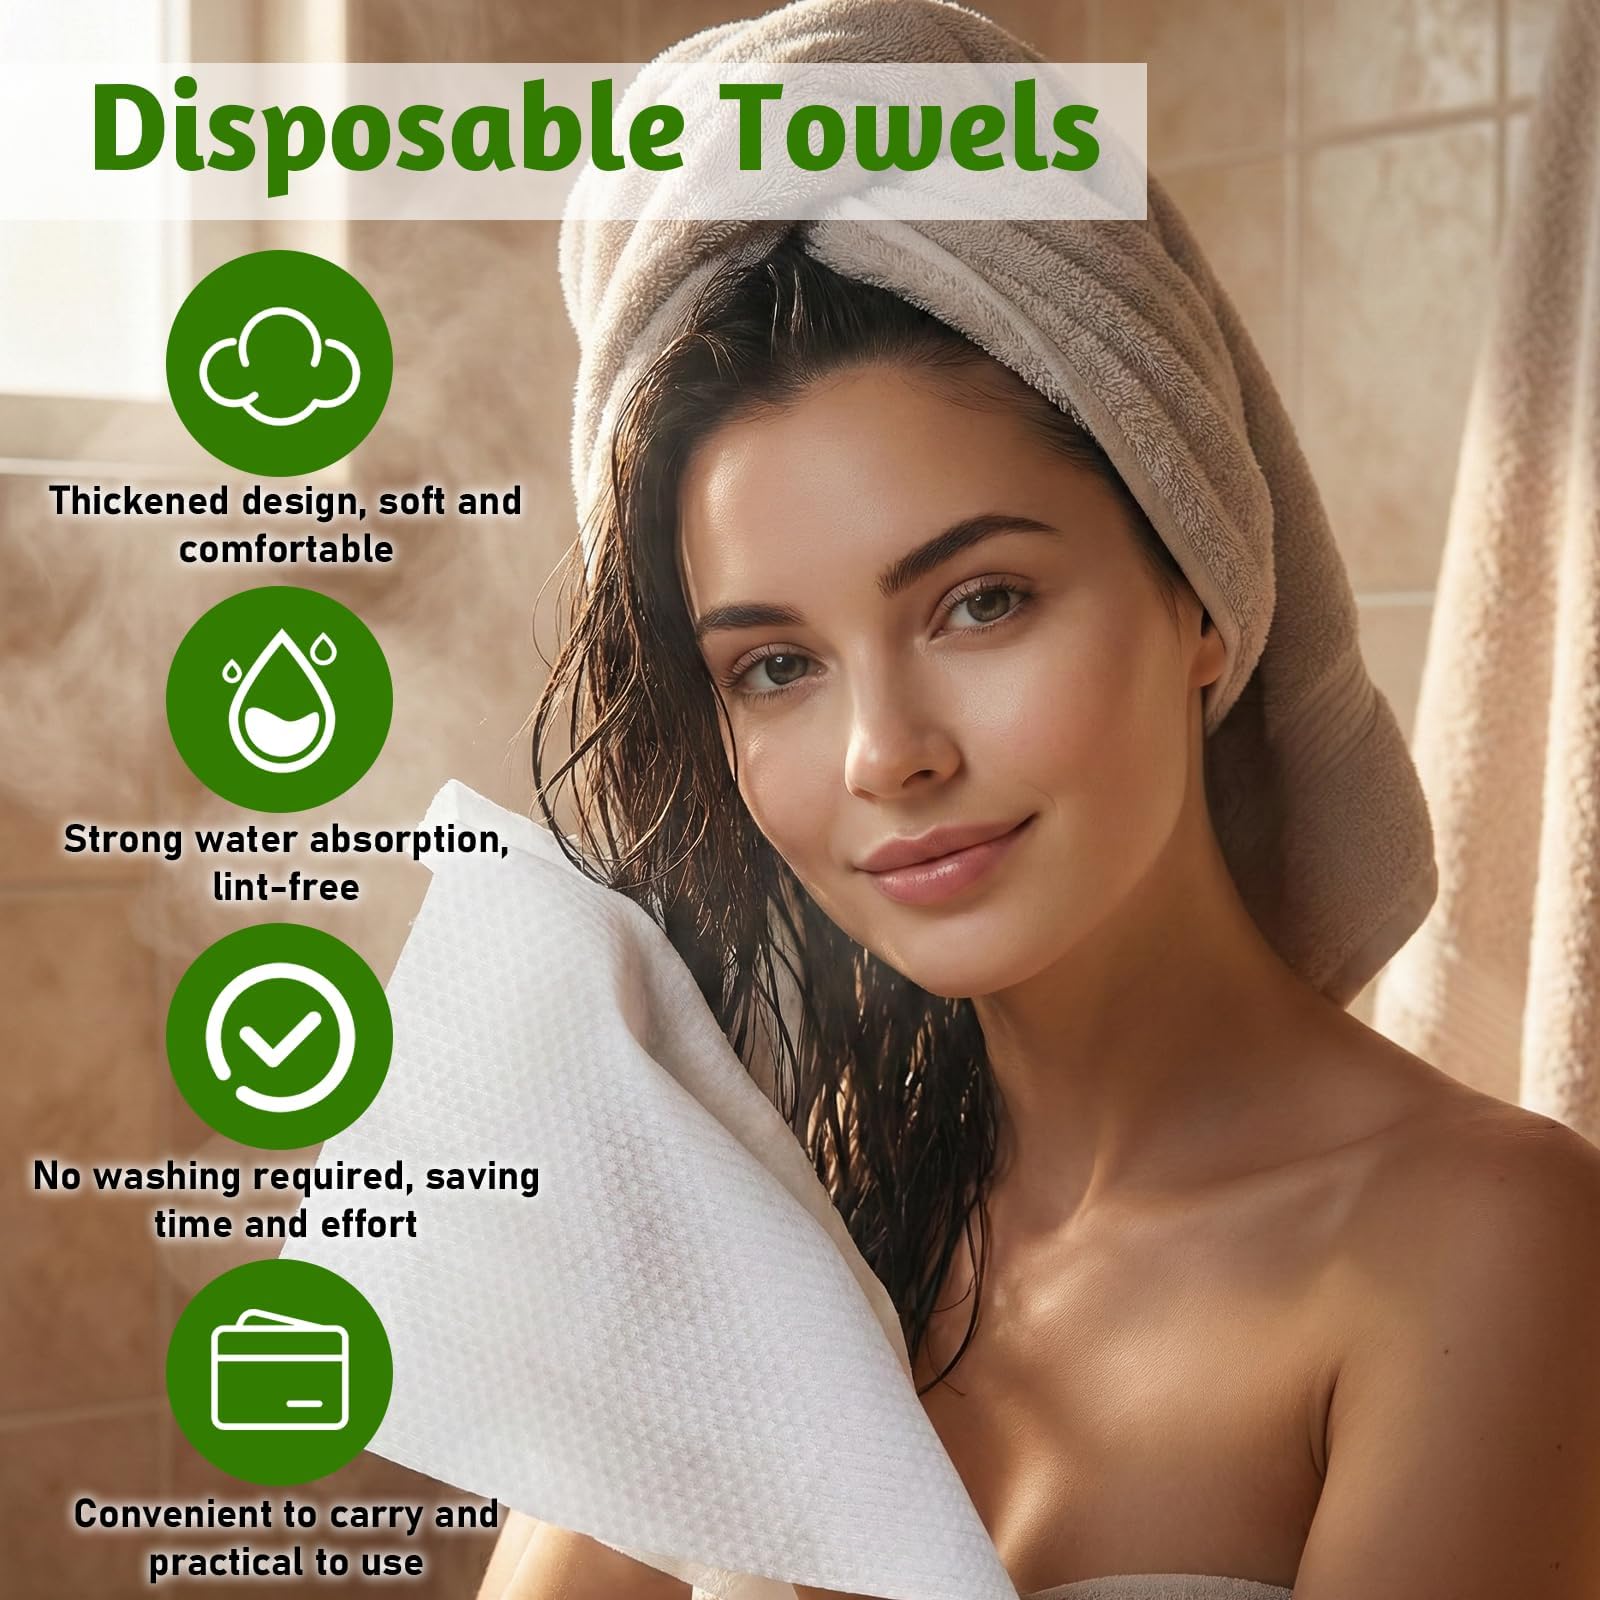 Disposable Towels
Thickened design, soft and
comfortable
Strong water absorption,
lint-free
No washing required, saving
time and effort
Convenient to carry and
practical to use